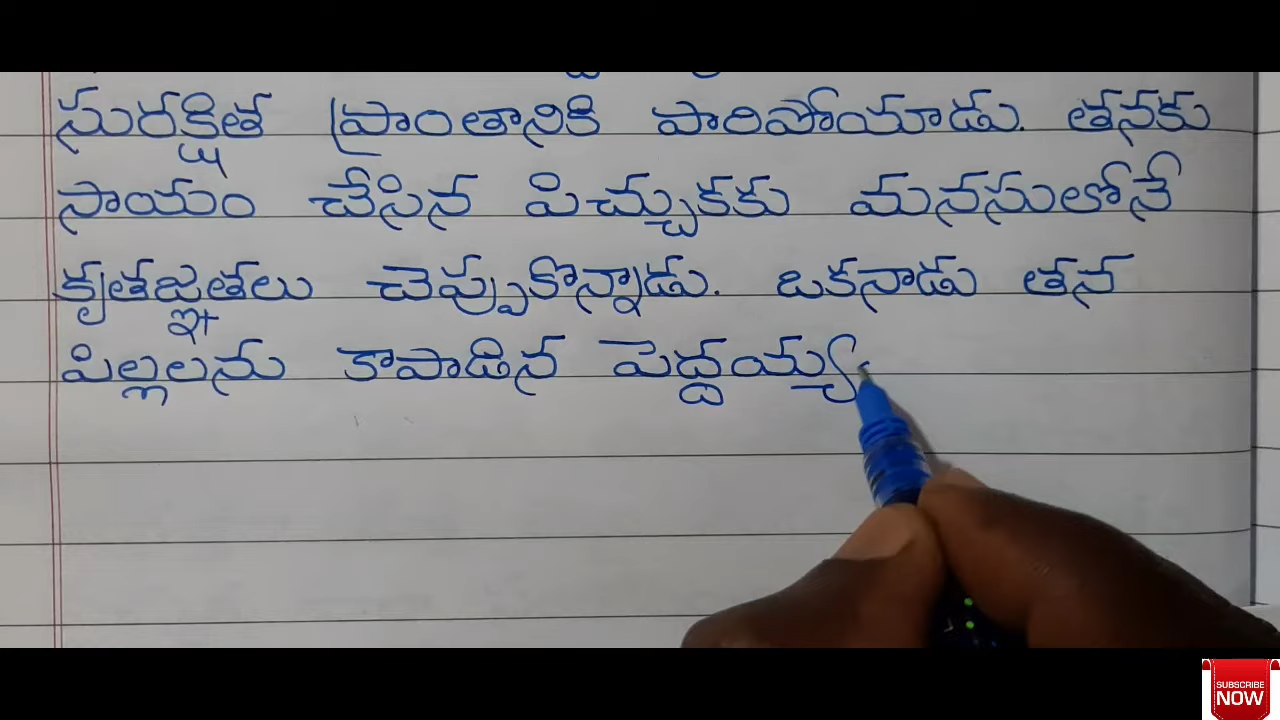 సురక్షిత ప్రాంతానికి పారిపోయాడు. తనకు
సాయం చేసిన పిచ్చుకకు మనసులోనే
కృతజ్ఞతలు చెప్పుకొన్నాడు. ఒకనాడు తన
పిల్లలను కాపాడిన పెద్దయ్య
SUBSCRIBE
NOW